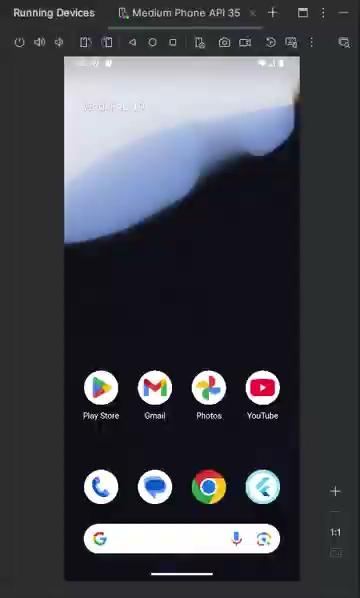 Running Devices
Medium Phone API 35
Play Store
Gmail
Photos
YouTube
1:1